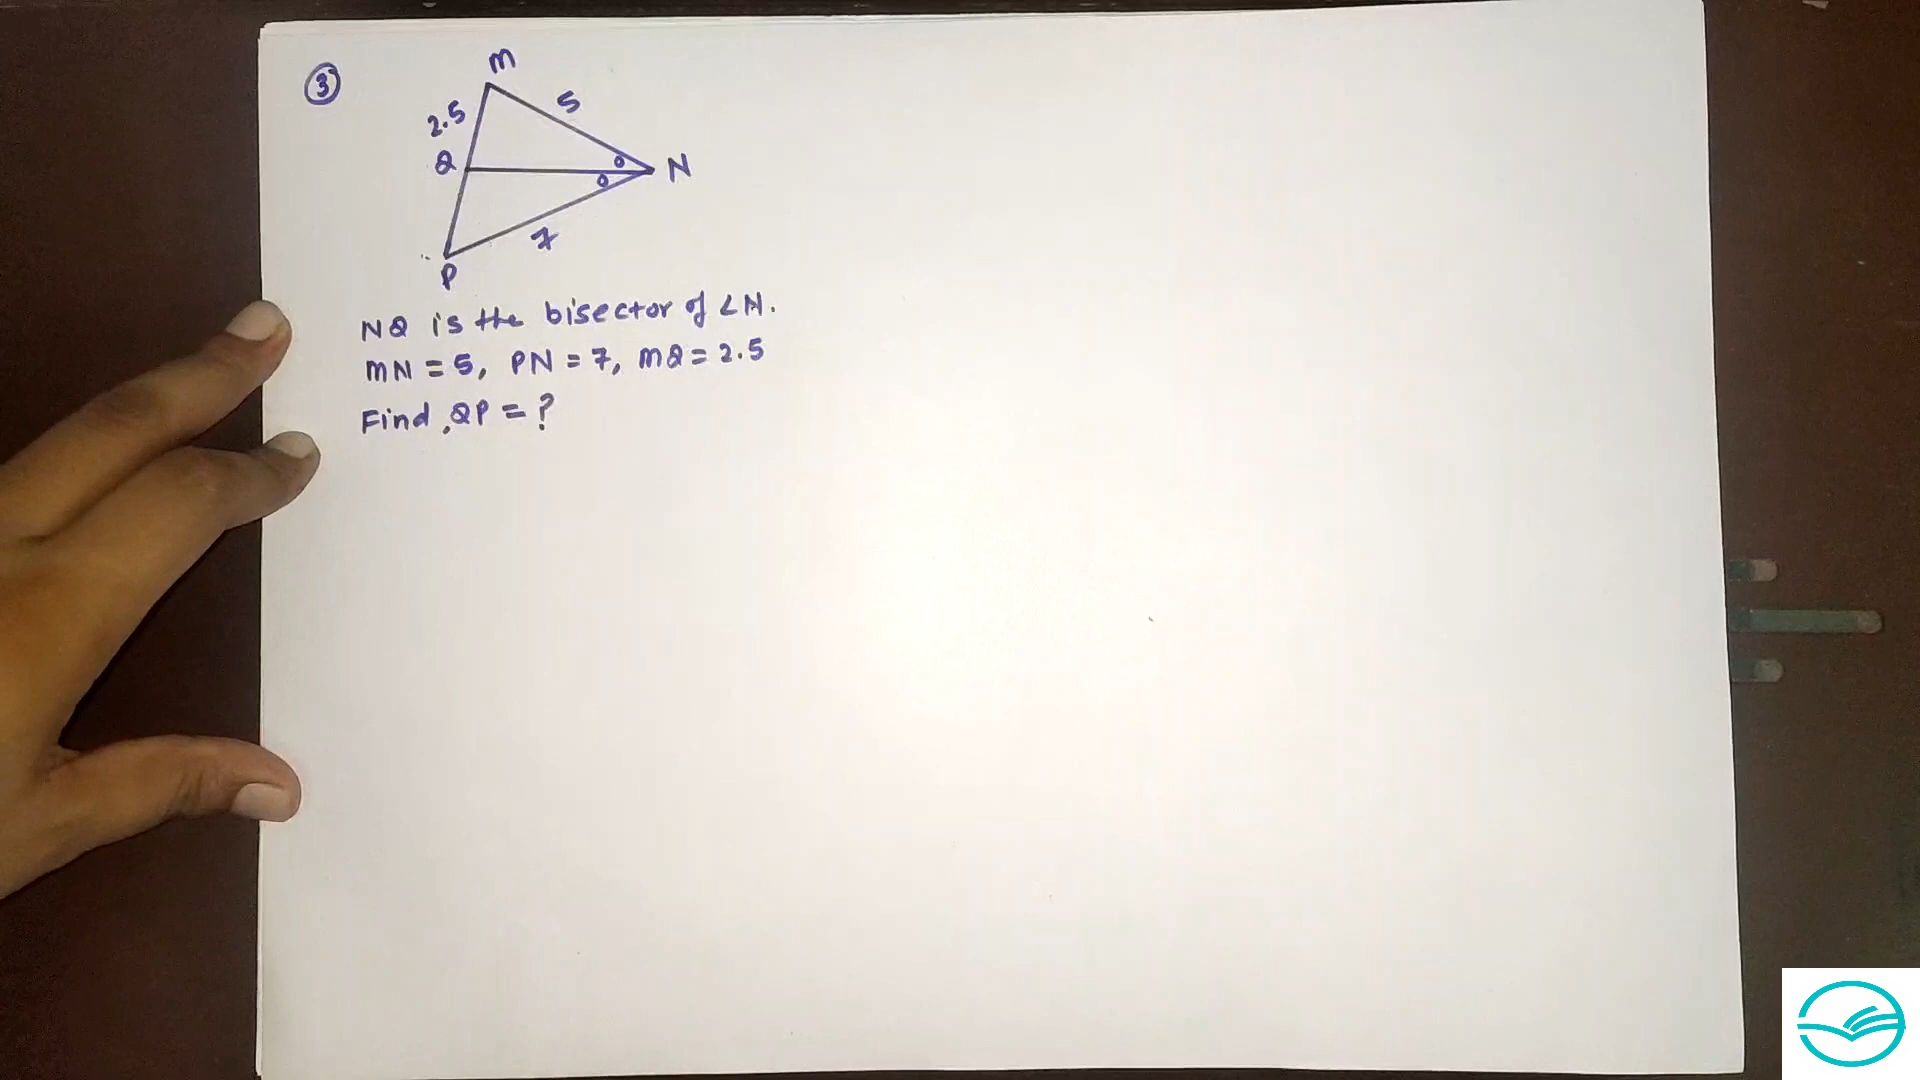 3
M
2.5
5
Q
N
7
P
NQ is the bisector of ∠N.
MN = 5, PN = 7, MQ = 2.5
Find QP = ?